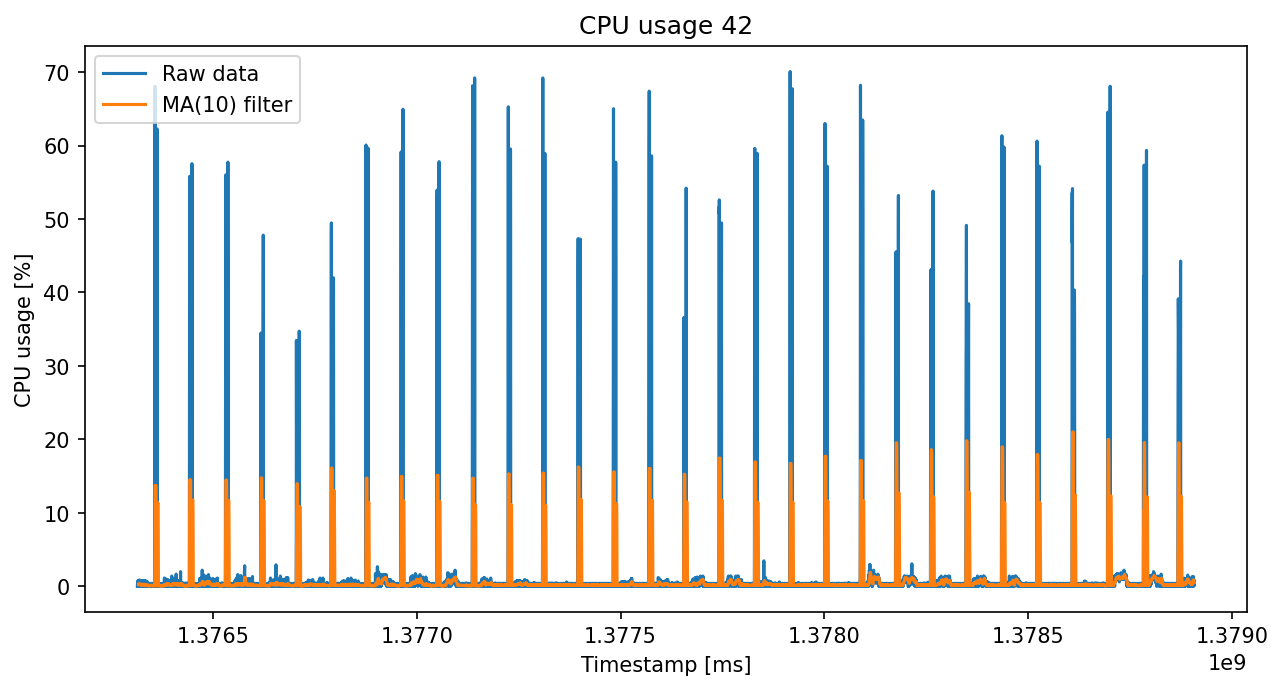 CPU usage 42
Raw data
MA(10) filter
70
60
50
40
30
20
10
0
CPU usage [%]
1.3765
1.3770
1.3775
1.3780
1.3785
1.3790
1e9
Timestamp [ms]